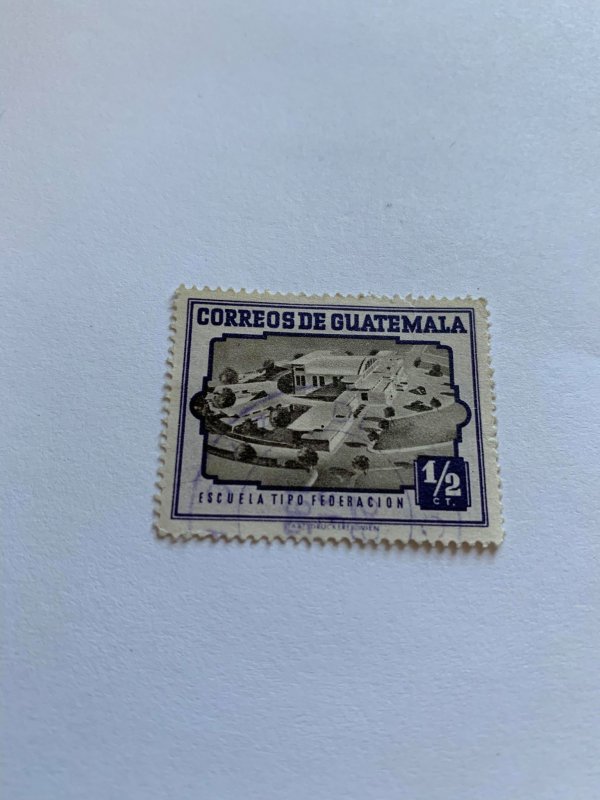 CORREOS DE GUATEMALA
ESCUELA TIPO FEDERACION
1/2
CT.